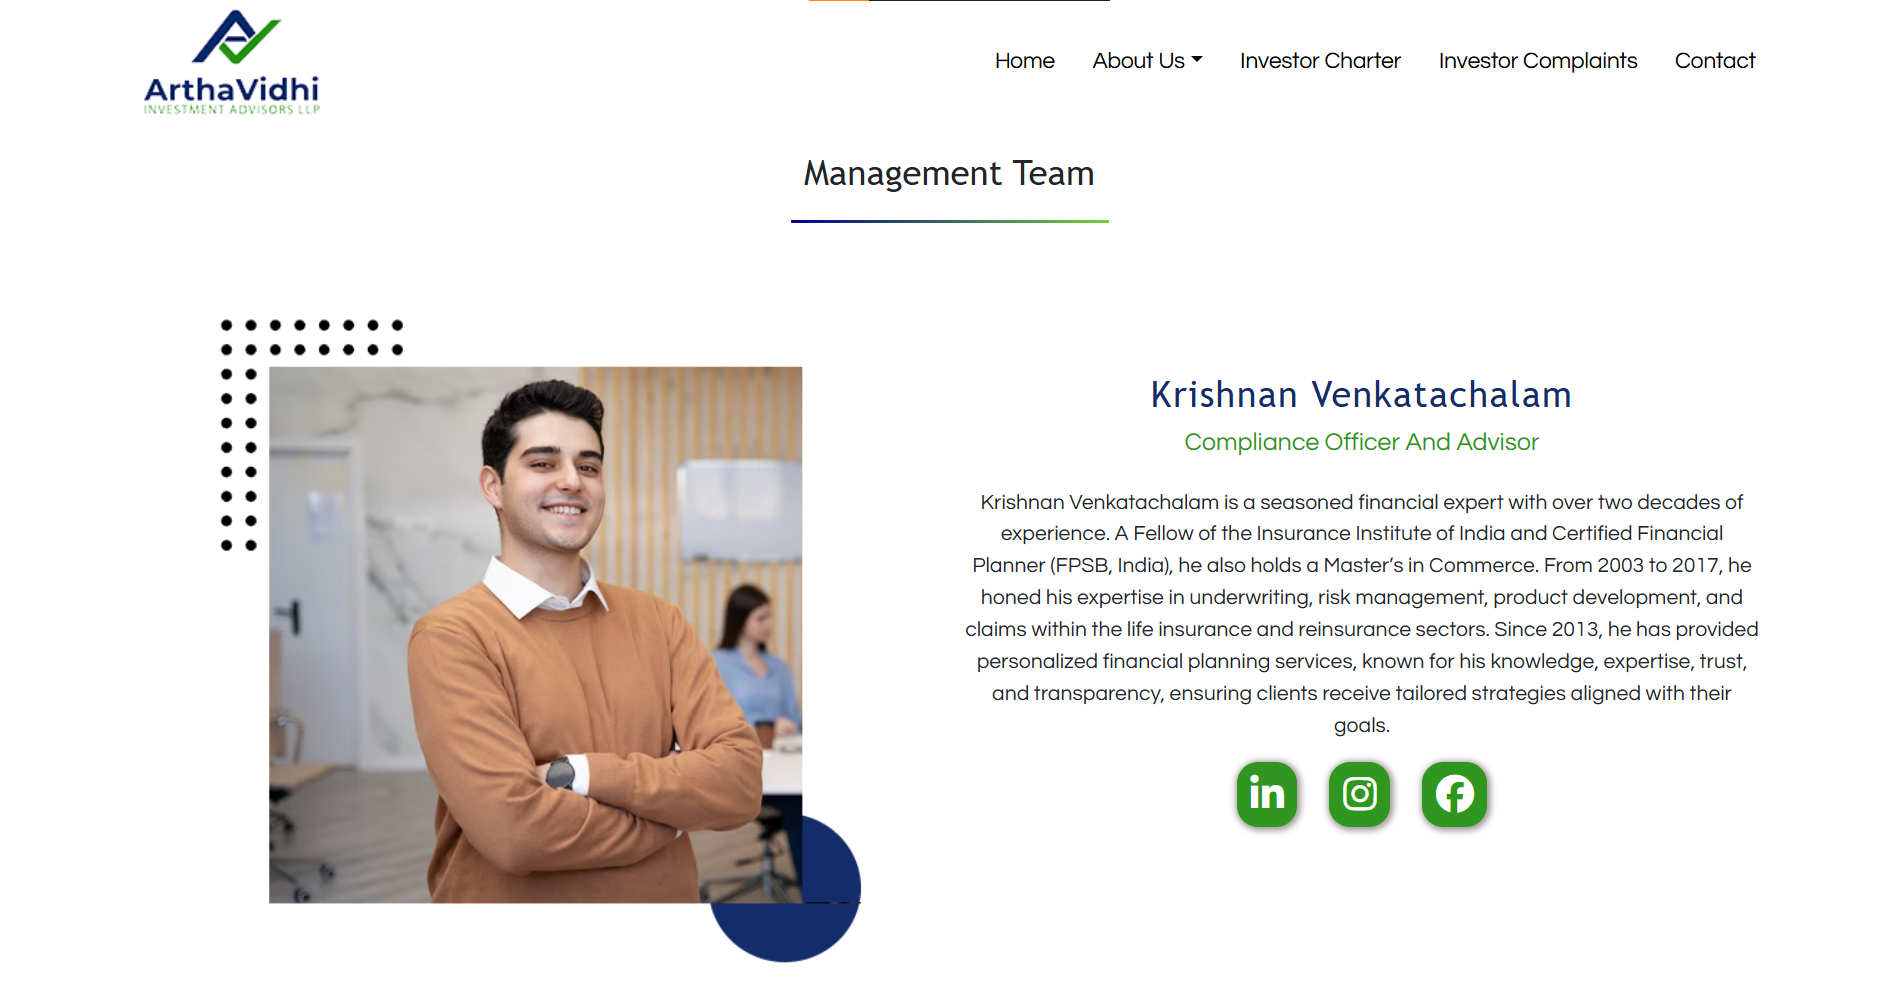 ArthaVidhi
INVESTMENT ADVISORS LLP
Home
About Us
Investor Charter
Investor Complaints
Contact
Management Team
Krishnan Venkatachalam
Compliance Officer And Advisor
Krishnan Venkatachalam is a seasoned financial expert with over two decades of
experience. A Fellow of the Insurance Institute of India and Certified Financial
Planner (FPSB, India), he also holds a Master’s in Commerce. From 2003 to 2017, he
honed his expertise in underwriting, risk management, product development, and
claims within the life insurance and reinsurance sectors. Since 2013, he has provided
personalized financial planning services, known for his knowledge, expertise, trust,
and transparency, ensuring clients receive tailored strategies aligned with their
goals.